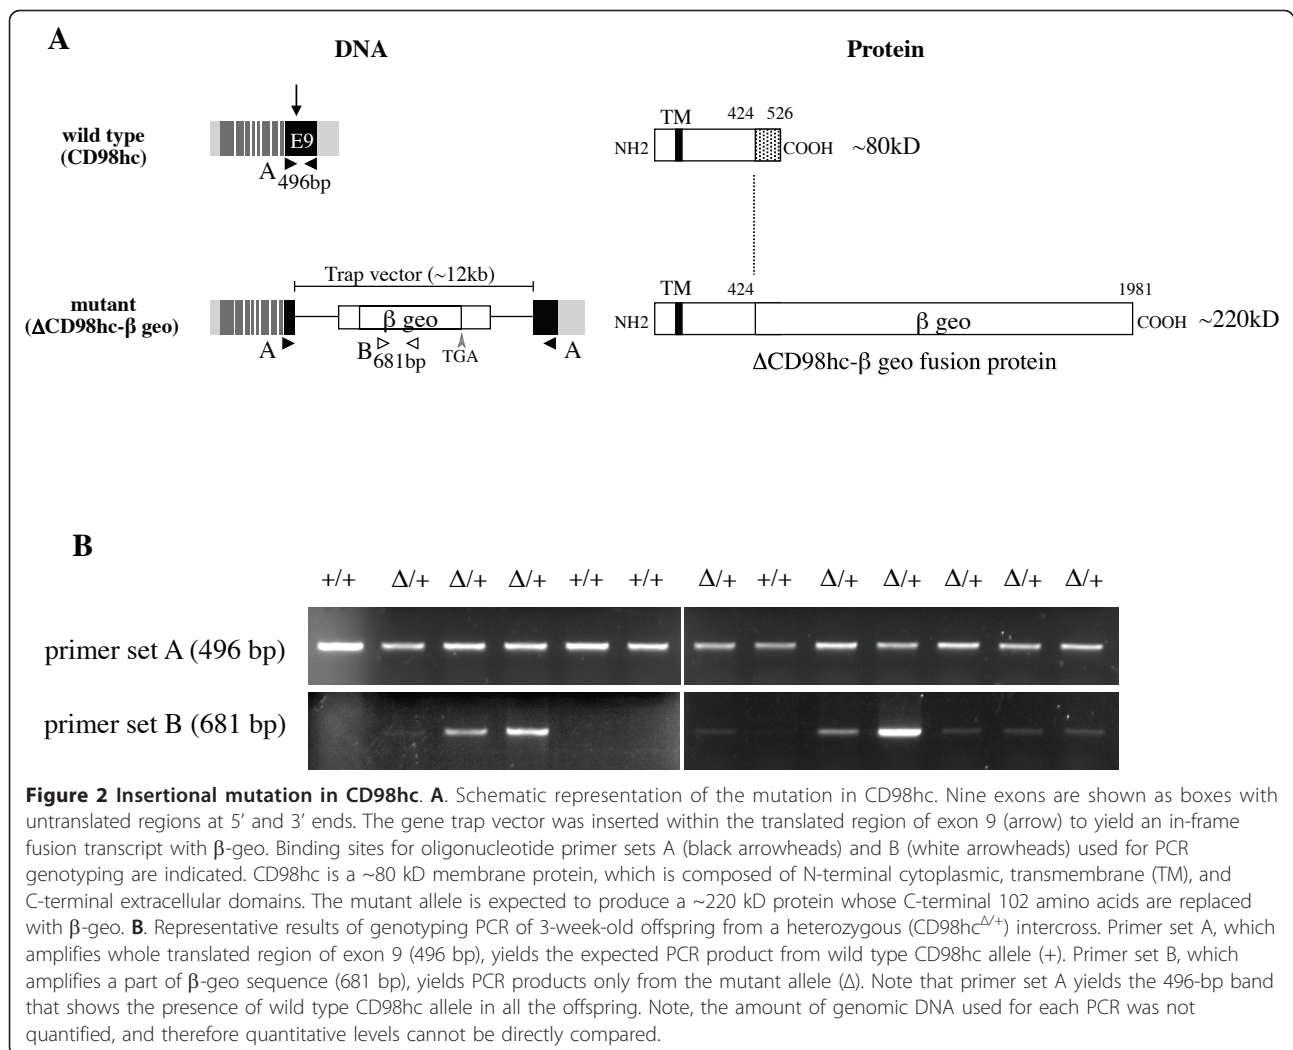 A
DNA
Protein
wild type
(CD98hc)
E9
A
496bp
TM
424
526
NH2
COOH
~80kD
mutant
(ΔCD98hc-β geo)
Trap vector (~12kb)
β geo
A
B
681bp
TGA
A
TM
424
1981
NH2
β geo
COOH
~220kD
ΔCD98hc-β geo fusion protein
B
+/+ Δ/+ Δ/+ Δ/+ +/+ +/+ Δ/+ +/+ Δ/+ Δ/+ Δ/+ Δ/+ Δ/+
primer set A (496 bp)
primer set B (681 bp)
Figure 2 Insertional mutation in CD98hc. A. Schematic representation of the mutation in CD98hc. Nine exons are shown as boxes with
untranslated regions at 5′ and 3′ ends. The gene trap vector was inserted within the translated region of exon 9 (arrow) to yield an in-frame
fusion transcript with β-geo. Binding sites for oligonucleotide primer sets A (black arrowheads) and B (white arrowheads) used for PCR
genotyping are indicated. CD98hc is a ~80 kD membrane protein, which is composed of N-terminal cytoplasmic, transmembrane (TM), and
C-terminal extracellular domains. The mutant allele is expected to produce a ~220 kD protein whose C-terminal 102 amino acids are replaced
with β-geo. B. Representative results of genotyping PCR of 3-week-old offspring from a heterozygous (CD98hcΔ/+) intercross. Primer set A, which
amplifies whole translated region of exon 9 (496 bp), yields the expected PCR product from wild type CD98hc allele (+). Primer set B, which
amplifies a part of β-geo sequence (681 bp), yields PCR products only from the mutant allele (Δ). Note that primer set A yields the 496-bp band
that shows the presence of wild type CD98hc allele in all the offspring. Note, the amount of genomic DNA used for each PCR was not
quantified, and therefore quantitative levels cannot be directly compared.